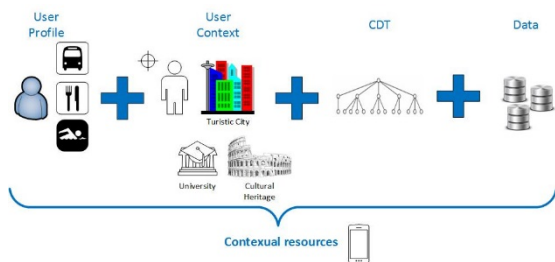 User
Profile
User
Context
CDT
Data
Turistic City
University
Cultural
Heritage
Contexual resources